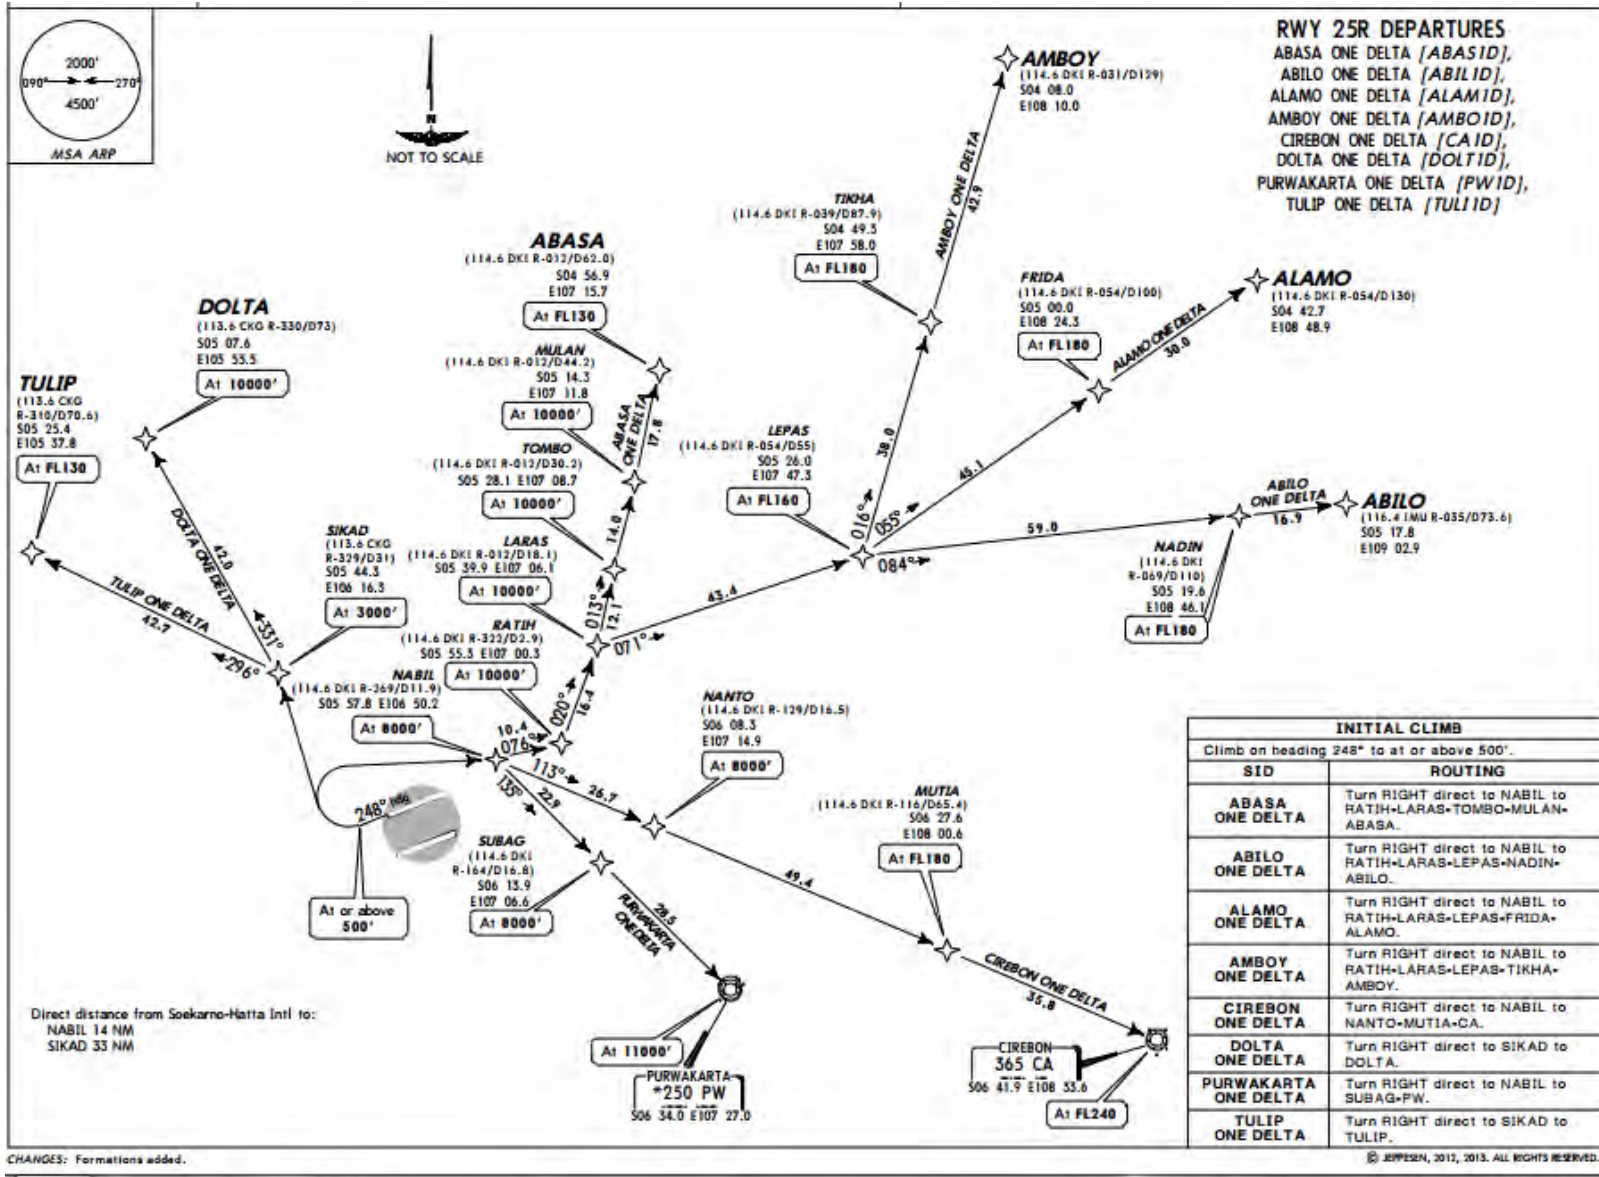 2000'
090°
270°
4500'
MSA ARP
N
NOT TO SCALE
RWY 25R DEPARTURES
ABASA ONE DELTA [ABAS1D],
ABILO ONE DELTA [ABIL1D],
ALAMO ONE DELTA [ALAM1D],
AMBOY ONE DELTA [AMBO1D],
CIREBON ONE DELTA [CA1D],
DOLTA ONE DELTA [DOLT1D],
PURWAKARTA ONE DELTA [PW1D],
TULIP ONE DELTA [TULI1D]
AMBOY
(114.6 DKI R-031/D129)
S04 08.0
E108 10.0
AMBOY ONE DELTA
42.9
TIKHA
(114.6 DKI R-039/D87.9)
S04 49.3
E107 58.0
At FL180
ABASA
(114.6 DKI R-012/D62.0)
S04 56.9
E107 15.7
At FL130
FRIDA
(114.6 DKI R-054/D100)
S05 00.0
E108 24.3
At FL180
ALAMO
(114.6 DKI R-054/D130)
S04 42.7
E108 48.9
ALAMO ONE DELTA
30.0
DOLTA
(113.6 CKG R-330/D73)
S05 07.6
E105 55.5
At 10000'
MULAN
(114.6 DKI R-012/D44.2)
S05 14.3
E107 11.8
At 10000'
ABASA
ONE DELTA
17.8
TULIP
(113.6 CKG
R-310/D70.6)
S05 25.4
E105 37.8
At FL130
TOMBO
(114.6 DKI R-012/D30.2)
S05 28.1 E107 08.7
At 10000'
14.0
LEPAS
(114.6 DKI R-054/D55)
S05 26.0
E107 47.3
At FL160
38.0
016°
055°
45.1
084°
59.0
ABILO
ONE DELTA
16.9
ABILO
(116.4 IMU R-035/D73.6)
S05 17.8
E109 02.9
NADIN
(114.6 DKI
R-069/D110)
S05 19.6
E108 46.1
At FL180
SIKAD
(113.6 CKG
R-329/D31)
S05 44.3
E106 16.3
At 3000'
DOLTA ONE DELTA
42.0
331°
TULIP ONE DELTA
42.7
296°
LARAS
(114.6 DKI R-012/D18.1)
S05 39.9 E107 06.1
At 10000'
013°
12.1
071°
43.4
RATIH
(114.6 DKI R-322/D2.9)
S05 55.3 E107 00.3
At 10000'
020°
16.4
NABIL
(114.6 DKI R-269/D11.9)
S05 57.8 E106 50.2
At 8000'
10.4
076°
113°
26.7
135°
22.9
NANTO
(114.6 DKI R-129/D16.5)
S06 08.3
E107 14.9
At 8000'
248° hdg
At or above
500'
SUBAG
(114.6 DKI
R-164/D16.8)
S06 13.9
E107 06.6
At 8000'
MUTIA
(114.6 DKI R-116/D65.4)
S06 27.6
E108 00.6
At FL180
49.4
PURWAKARTA
ONE DELTA
28.5
CIREBON ONE DELTA
35.8
At 11000'
PURWAKARTA
*250 PW
S06 34.0 E107 27.0
CIREBON
365 CA
S06 41.9 E108 33.6
At FL240
Direct distance from Soekarno-Hatta Intl to:
NABIL 14 NM
SIKAD 33 NM
INITIAL CLIMB
Climb on heading 248° to at or above 500'.
SID ROUTING
ABASA ONE DELTA
Turn RIGHT direct to NABIL to
RATIH-LARAS-TOMBO-MULAN-
ABASA.
ABILO ONE DELTA
Turn RIGHT direct to NABIL to
RATIH-LARAS-LEPAS-NADIN-
ABILO.
ALAMO ONE DELTA
Turn RIGHT direct to NABIL to
RATIH-LARAS-LEPAS-FRIDA-
ALAMO.
AMBOY ONE DELTA
Turn RIGHT direct to NABIL to
RATIH-LARAS-LEPAS-TIKHA-
AMBOY.
CIREBON ONE DELTA
Turn RIGHT direct to NABIL to
NANTO-MUTIA-CA.
DOLTA ONE DELTA
Turn RIGHT direct to SIKAD to
DOLTA.
PURWAKARTA ONE DELTA
Turn RIGHT direct to NABIL to
SUBAG-PW.
TULIP ONE DELTA
Turn RIGHT direct to SIKAD to
TULIP.
CHANGES: Formations added.
© JEPPESEN, 2012, 2013. ALL RIGHTS RESERVED.